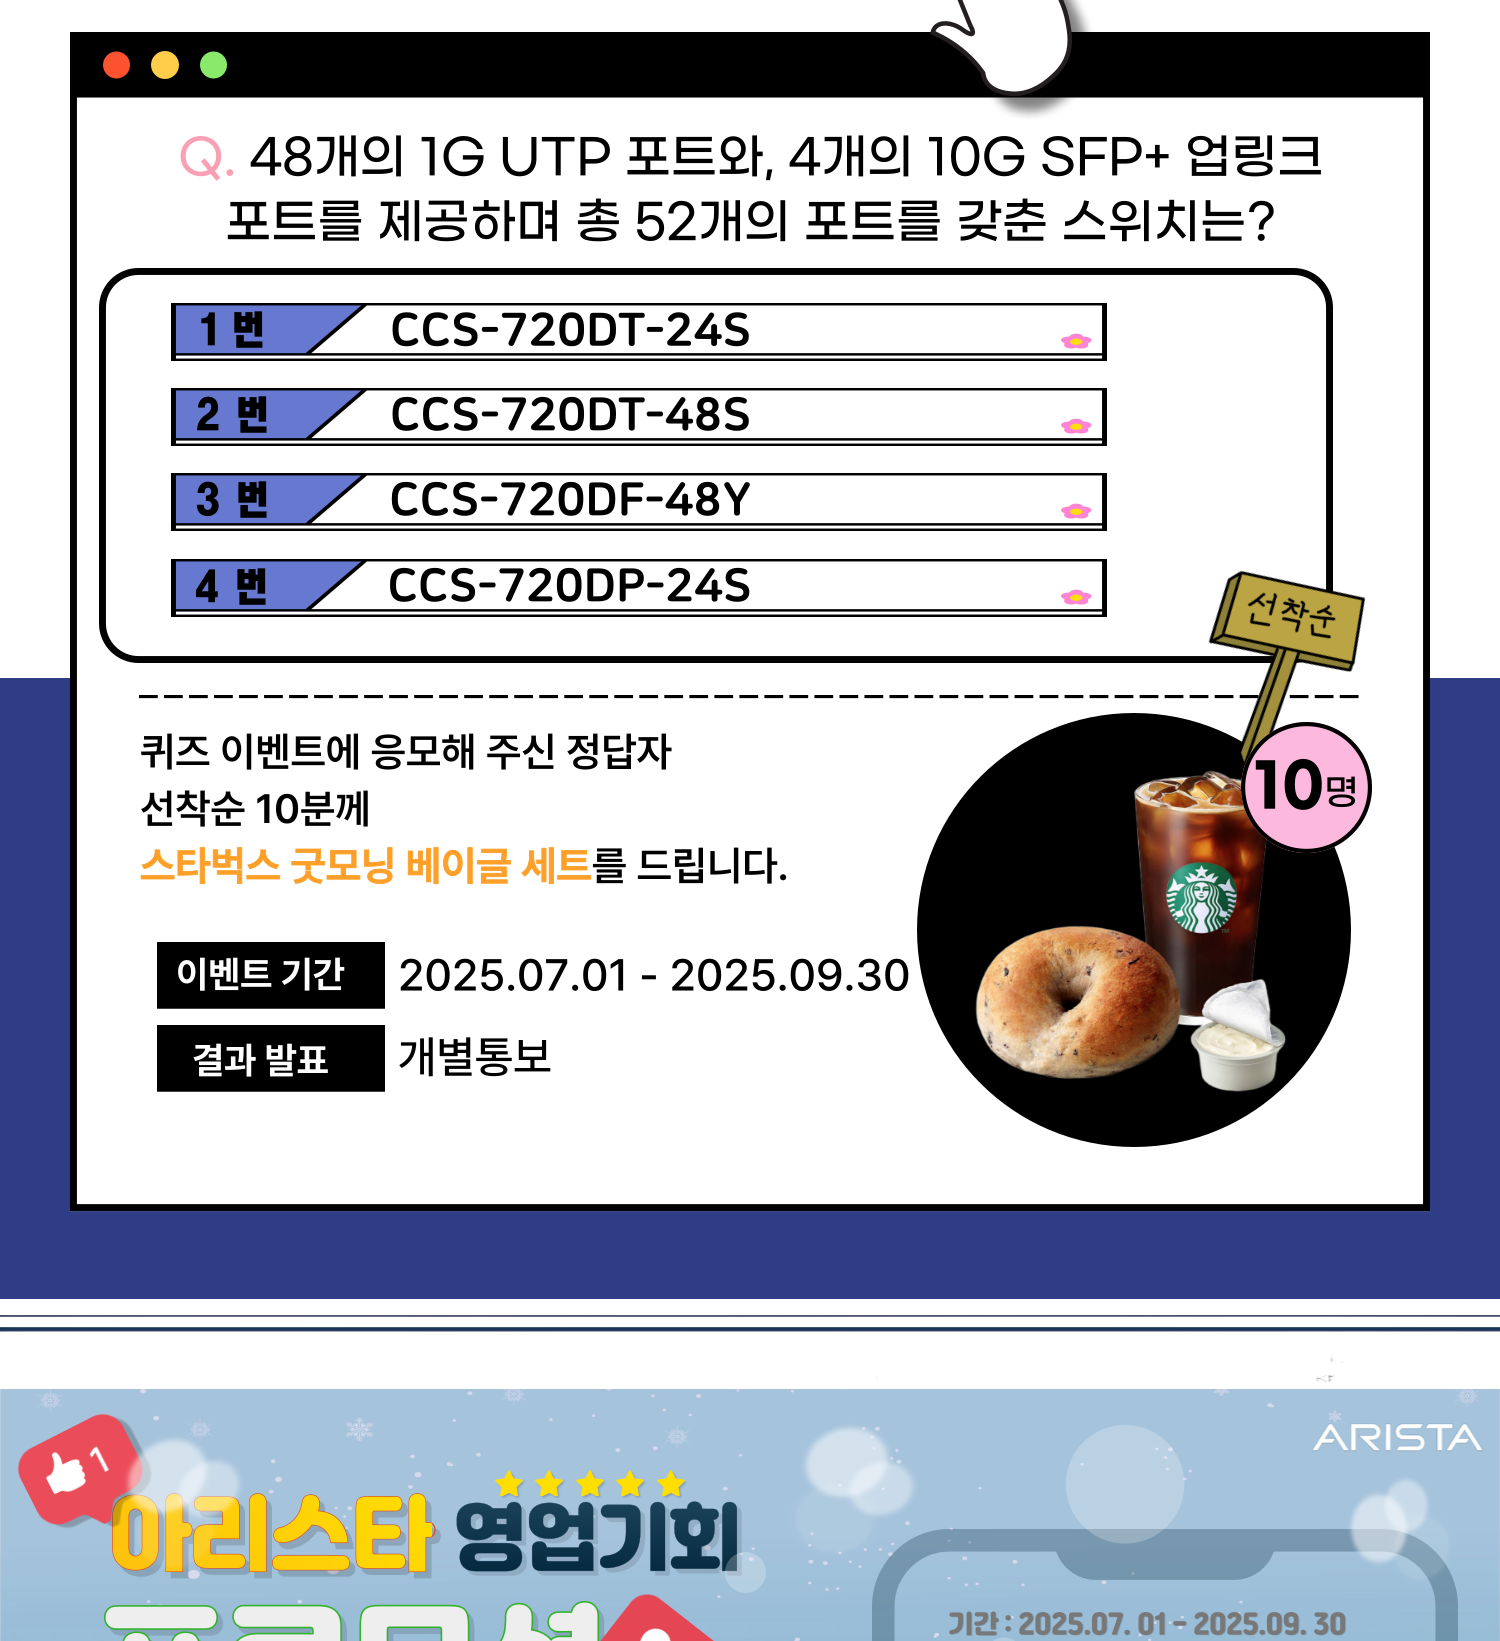 Q. 48개의 1G UTP 포트와, 4개의 10G SFP+ 업링크
포트를 제공하며 총 52개의 포트를 갖춘 스위치는?
1 번 CCS-720DT-24S
2 번 CCS-720DT-48S
3 번 CCS-720DF-48Y
4 번 CCS-720DP-24S
선착순
10명
퀴즈 이벤트에 응모해 주신 정답자
선착순 10분께
스타벅스 굿모닝 베이글 세트를 드립니다.
이벤트 기간 2025.07.01 - 2025.09.30
결과 발표 개별통보
ARISTA
1
아리스타 영업기회
프로모션
기간 : 2025.07. 01 - 2025.09. 30